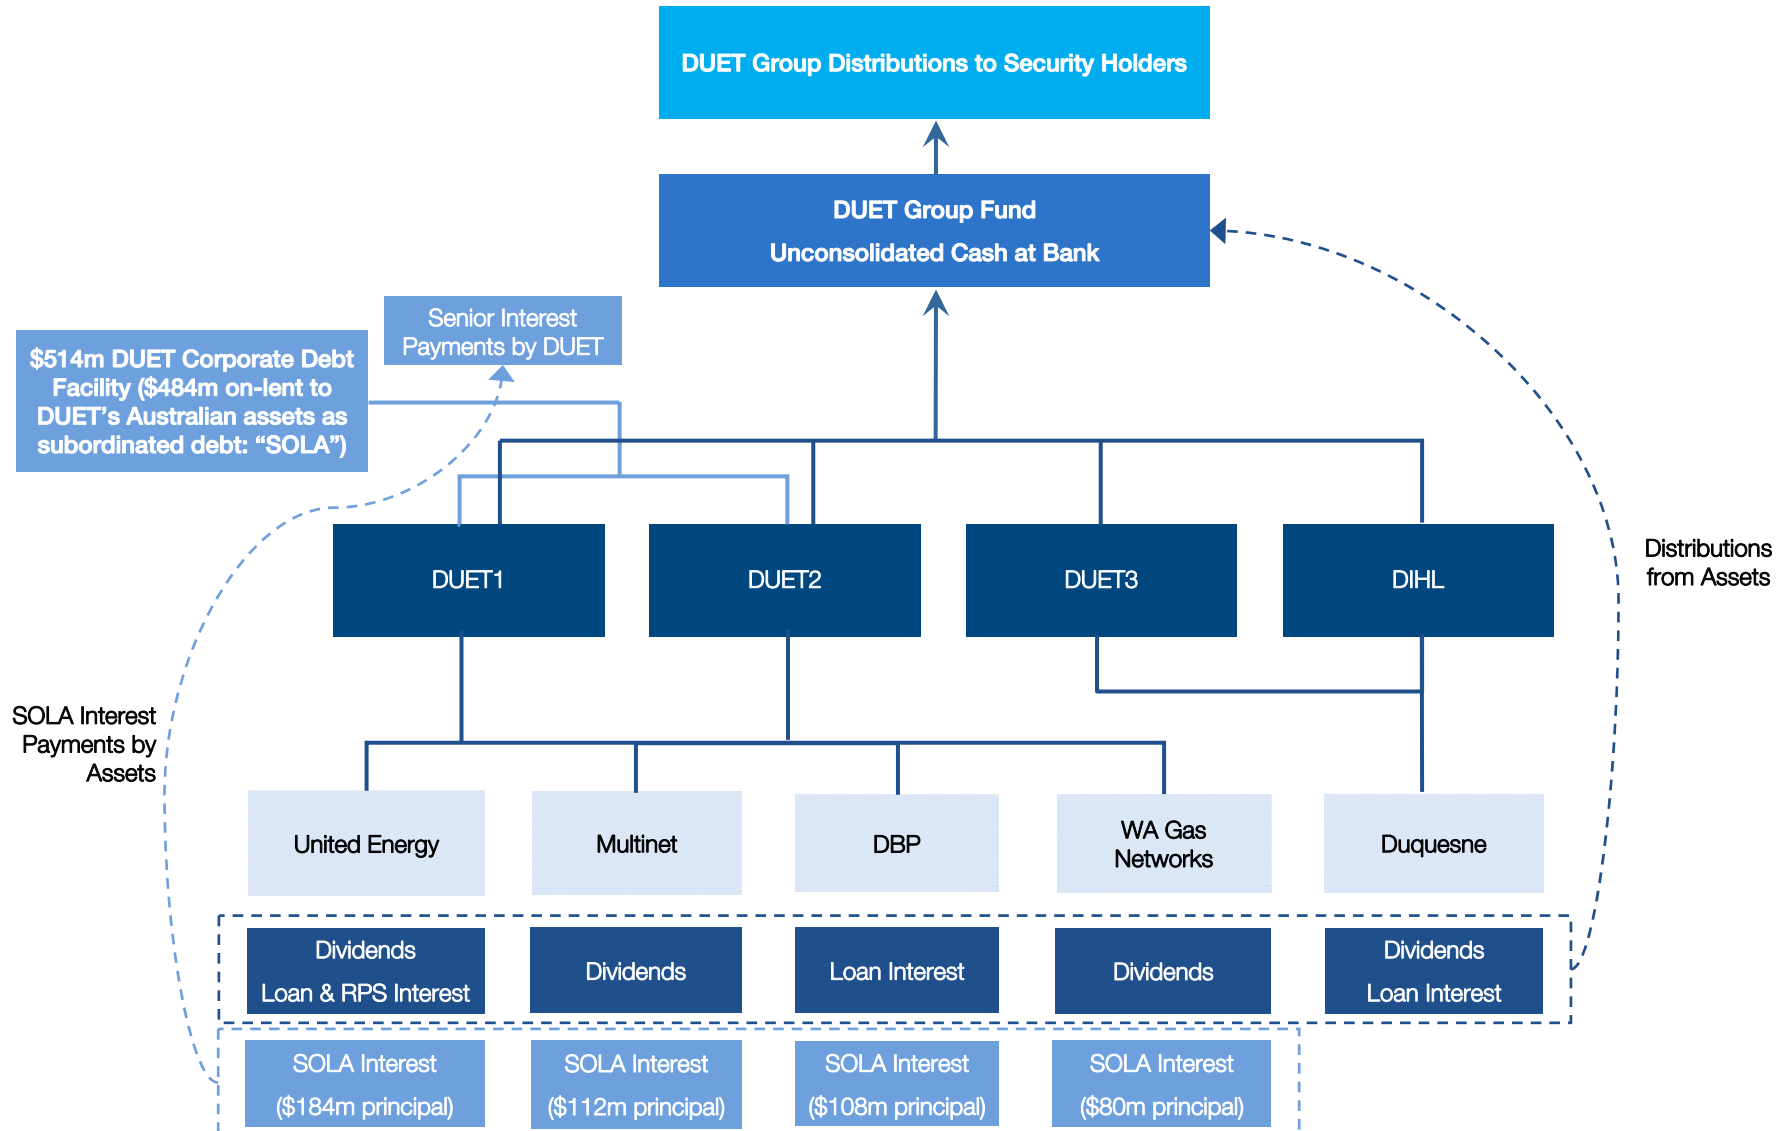 DUET Group Distributions to Security Holders
DUET Group Fund
Unconsolidated Cash at Bank
Senior Interest
Payments by DUET
$514m DUET Corporate Debt
Facility ($484m on-lent to
DUET’s Australian assets as
subordinated debt: “SOLA”)
DUET1
DUET2
DUET3
DIHL
Distributions
from Assets
SOLA Interest
Payments by
Assets
United Energy
Multinet
DBP
WA Gas
Networks
Duquesne
Dividends
Loan & RPS Interest
Dividends
Loan Interest
Dividends
Dividends
Loan Interest
SOLA Interest
($184m principal)
SOLA Interest
($112m principal)
SOLA Interest
($108m principal)
SOLA Interest
($80m principal)